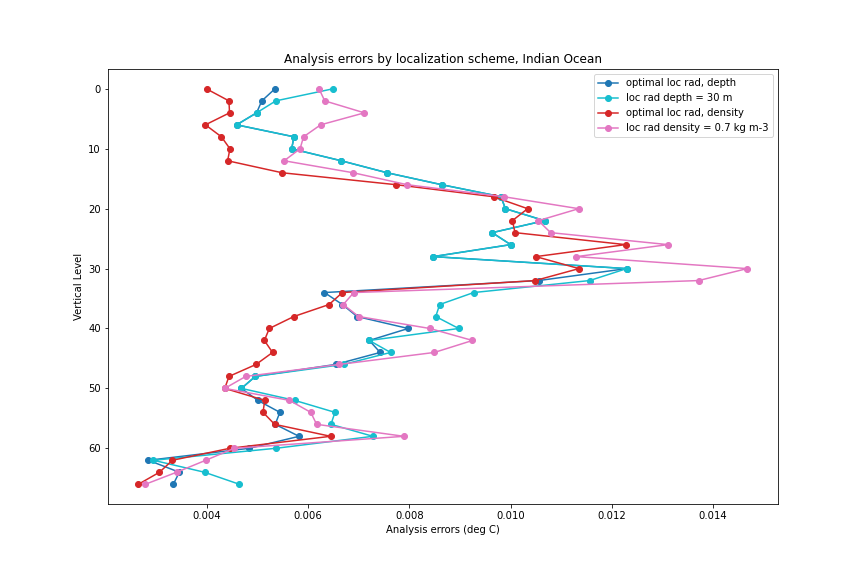 Analysis errors by localization scheme, Indian Ocean
optimal loc rad, depth
loc rad depth = 30 m
optimal loc rad, density
loc rad density = 0.7 kg m-3
Vertical Level
0
10
20
30
40
50
60
0.004 0.006 0.008 0.010 0.012 0.014
Analysis errors (deg C)